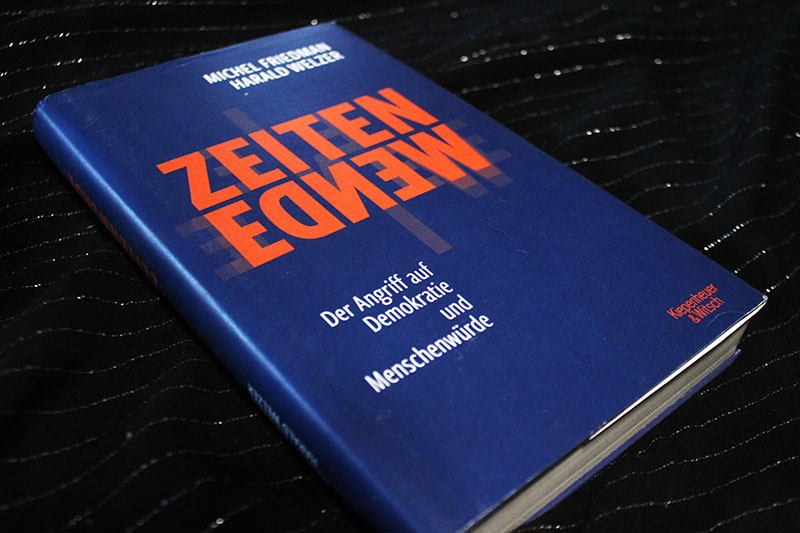 MICHEL FRIEDMAN
HARALD WELZER
ZEITEN
WENDE
Der Angriff auf
Demokratie
und
Menschenwürde
Kiepenheuer
& Witsch